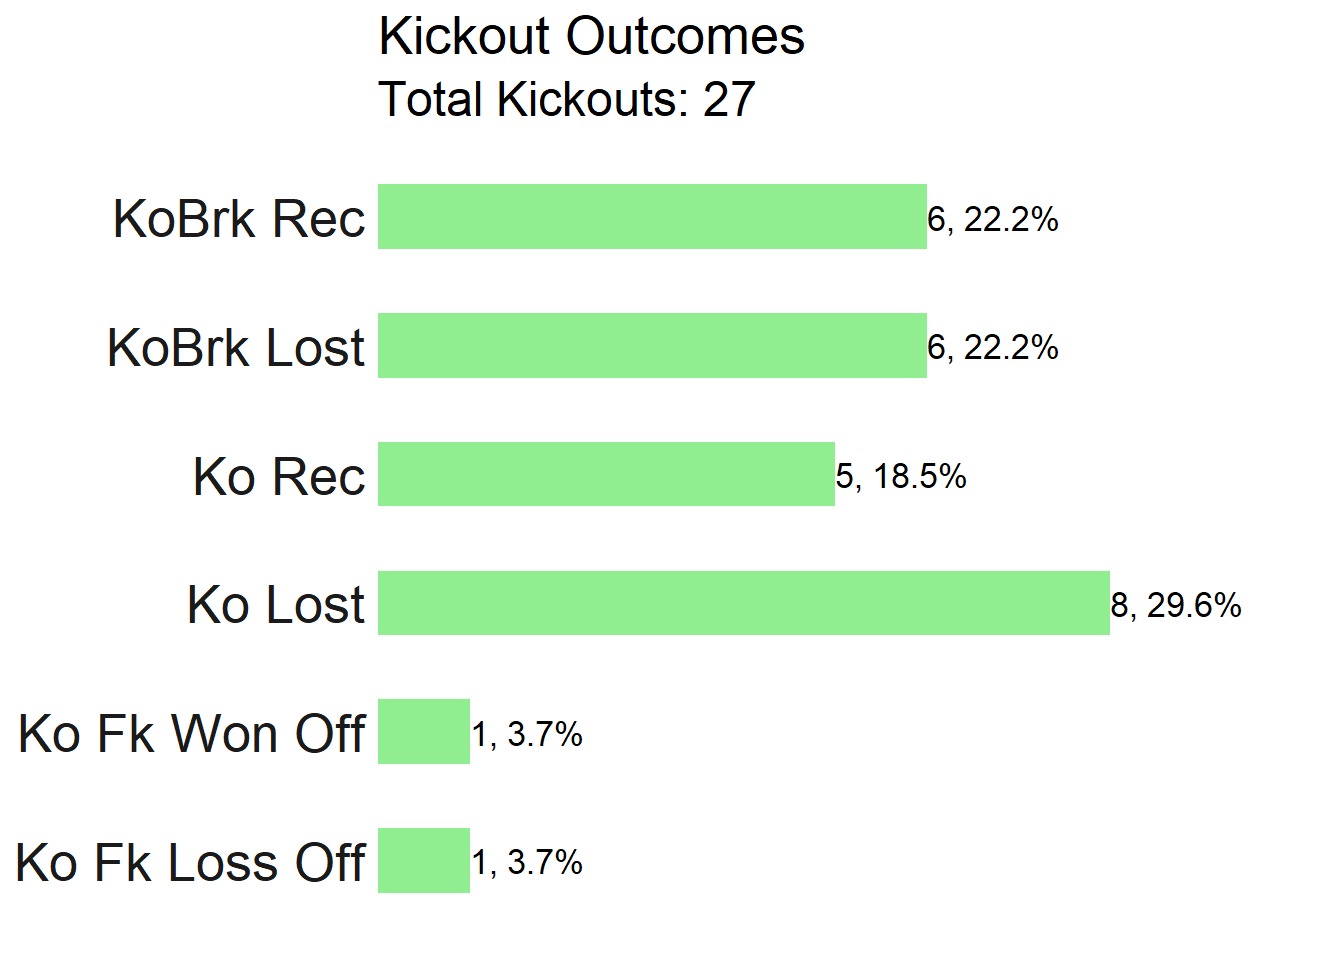 Kickout Outcomes
Total Kickouts: 27
KoBrk Rec 6, 22.2%
KoBrk Lost 6, 22.2%
Ko Rec 5, 18.5%
Ko Lost 8, 29.6%
Ko Fk Won Off 1, 3.7%
Ko Fk Loss Off 1, 3.7%